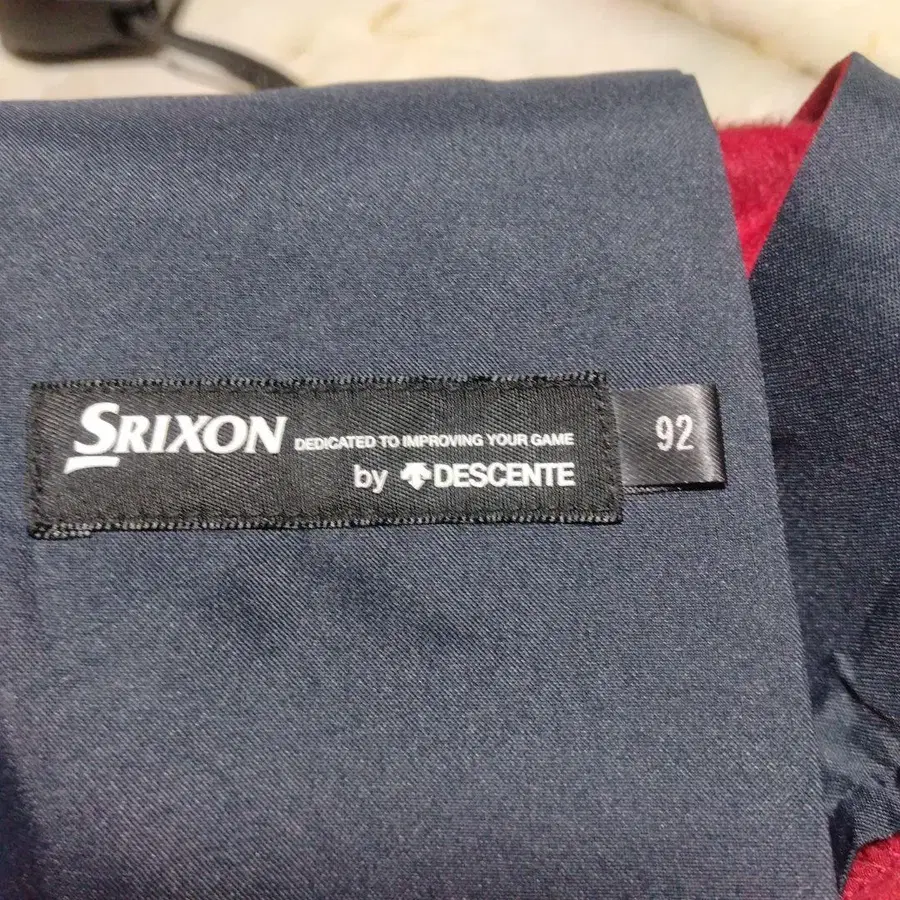 SRIXON DEDICATED TO IMPROVING YOUR GAME
by DESCENTE
92